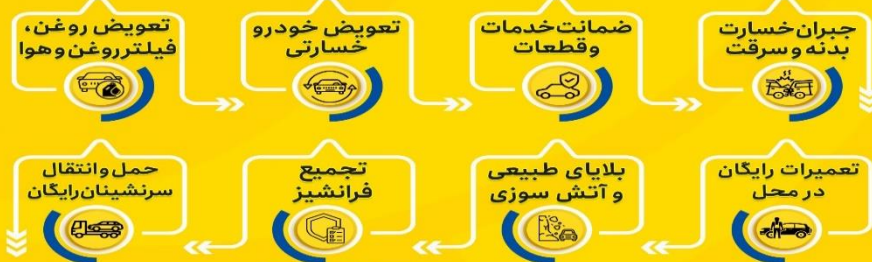 جبران خسارت
بدنه و سرقت
ضمانت خدمات
وقطعات
تعویض خودرو
خسارتی
تعویض روغن،
فیلتر روغن و هوا
تعمیرات رایگان
در محل
بلایای طبیعی
و آتش سوزی
تجمیع
فرانشیز
حمل وانتقال
سرنشینان رایگان